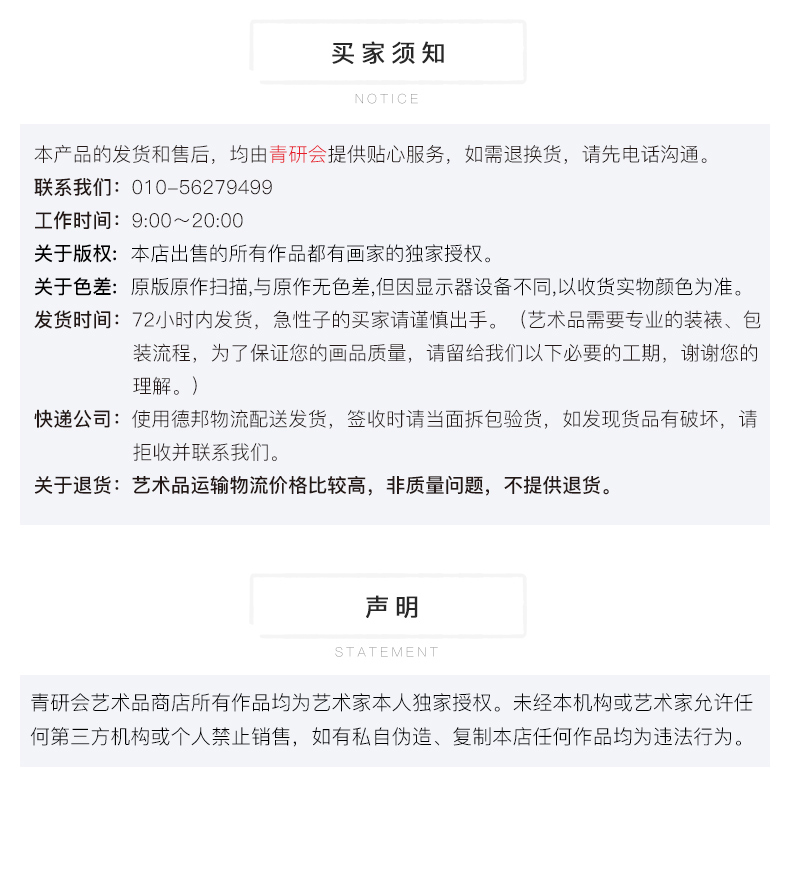 买家须知
NOTICE
本产品的发货和售后，均由青研会提供贴心服务，如需退换货，请先电话沟通。
联系我们：010-56279499
工作时间：9:00～20:00
关于版权：本店出售的所有作品都有画家的独家授权。
关于色差：原版原作扫描,与原作无色差,但因显示器设备不同,以收货实物颜色为准。
发货时间：72小时内发货，急性子的买家请谨慎出手。（艺术品需要专业的装裱、包
装流程，为了保证您的画品质量，请留给我们以下必要的工期，谢谢您的
理解。）
快递公司：使用德邦物流配送发货，签收时请当面拆包验货，如发现货品有破坏，请
拒收并联系我们。
关于退货：艺术品运输物流价格比较高，非质量问题，不提供退货。
声明
STATEMENT
青研会艺术品商店所有作品均为艺术家本人独家授权。未经本机构或艺术家允许任
何第三方机构或个人禁止销售，如有私自伪造、复制本店任何作品均为违法行为。